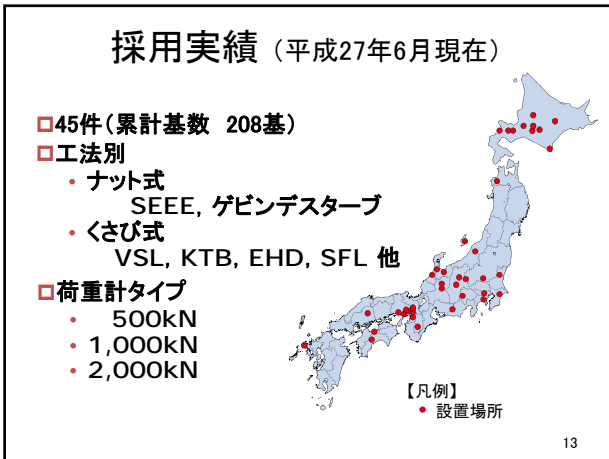 採用実績（平成27年6月現在）
□45件（累計基数 208基）
□工法別
• ナット式
SEEE, ゲビンデスターブ
• くさび式
VSL, KTB, EHD, SFL 他
□荷重計タイプ
• 500kN
• 1,000kN
• 2,000kN
【凡例】
● 設置場所
13